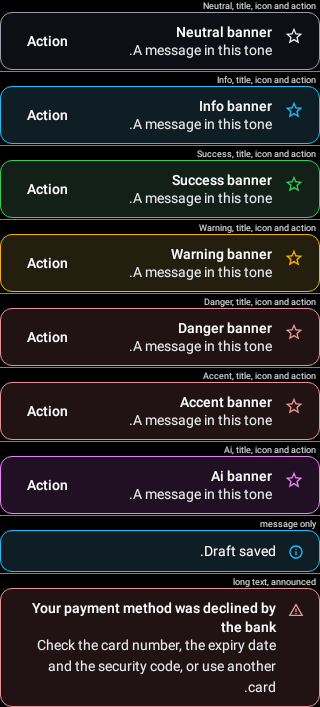 Neutral, title, icon and action
Neutral banner
Action
.A message in this tone
Info, title, icon and action
Info banner
Action
.A message in this tone
Success, title, icon and action
Success banner
Action
.A message in this tone
Warning, title, icon and action
Warning banner
Action
.A message in this tone
Danger, title, icon and action
Danger banner
Action
.A message in this tone
Accent, title, icon and action
Accent banner
Action
.A message in this tone
Ai, title, icon and action
Ai banner
Action
.A message in this tone
message only
.Draft saved
long text, announced
Your payment method was declined by
the bank
Check the card number, the expiry date
and the security code, or use another
.card